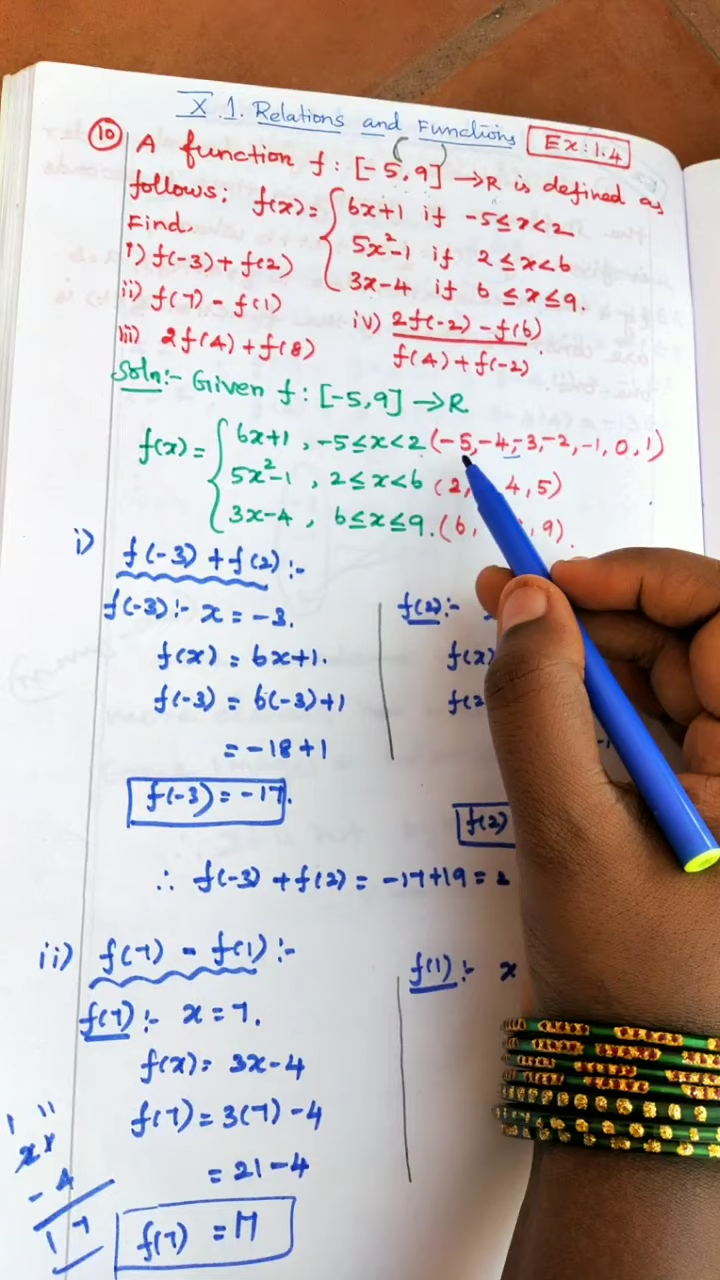 X.1. Relations and Functions Ex:1.4
10 A function f : [-5,9] →R is defined as
follows: f(x) = { 6x+1 if -5≤x<2
Find. 5x²-1 if 2≤x<6
i) f(-3)+f(2) 3x-4 if 6≤x≤9.
ii) f(7) - f(1) iv) 2f(-2) - f(6)
iii) 2f(4)+f(8) f(4)+f(-2)
Soln:- Given f : [-5,9] →R
f(x) = { 6x+1, -5≤x<2 (-5,-4,-3,-2,-1,0,1)
5x²-1, 2≤x<6 (2, 4,5)
3x-4, 6≤x≤9. (6, ,9).
i) f(-3)+f(2):-
f(-3):- x = -3. f(2):-
f(x) = 6x+1. f(x)
f(-3) = 6(-3)+1
= -18+1
f(-3) = -17. f(2)
∴ f(-3)+f(2) = -17+19 = 2
ii) f(7) - f(1):-
f(7):- x = 7. f(1):- x
f(x) = 3x-4
f(7) = 3(7)-4
= 21-4
f(7) = 17